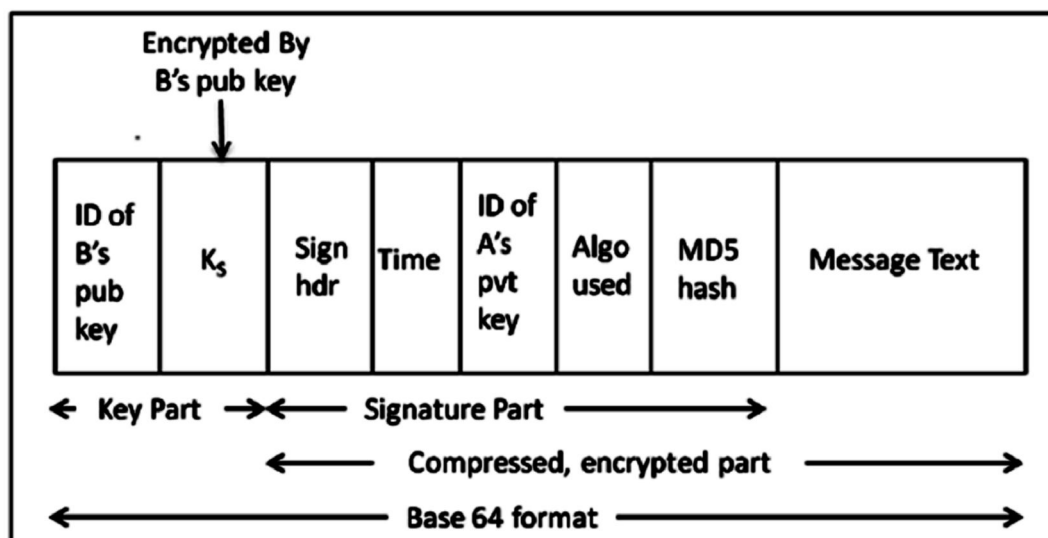 Encrypted By
B's pub key
ID of
B's
pub
key
Ks
Sign
hdr
Time
ID of
A's
pvt
key
Algo
used
MD5
hash
Message Text
Key Part
Signature Part
Compressed, encrypted part
Base 64 format